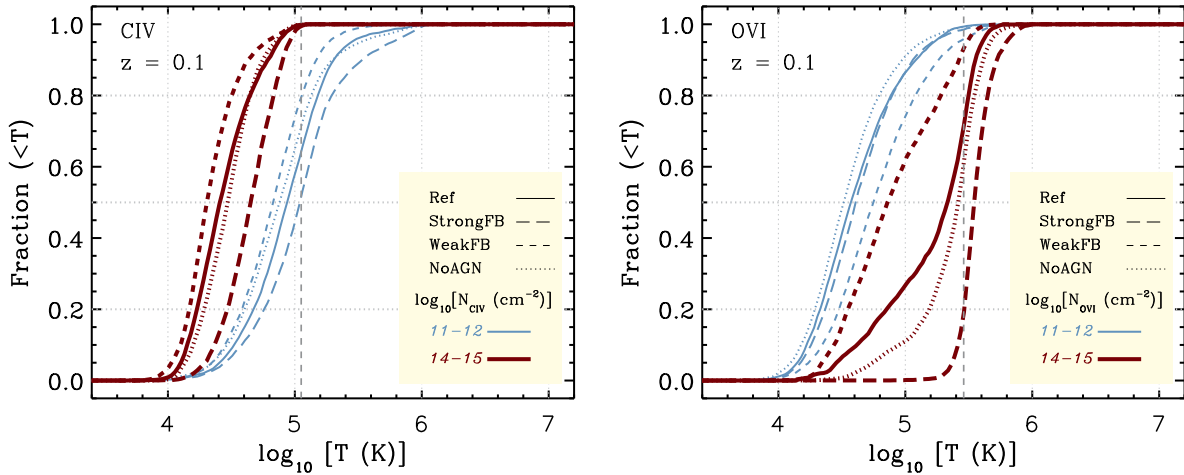 CIV
z = 0.1
Fraction (<T)
1.0
0.8
0.6
0.4
0.2
0.0
Ref
StrongFB
WeakFB
NoAGN
log₁₀[N_CIV (cm⁻²)]
11−12
14−15
4 5 6 7
log₁₀ [T (K)]
OVI
z = 0.1
Fraction (<T)
1.0
0.8
0.6
0.4
0.2
0.0
Ref
StrongFB
WeakFB
NoAGN
log₁₀[N_OVI (cm⁻²)]
11−12
14−15
4 5 6 7
log₁₀ [T (K)]